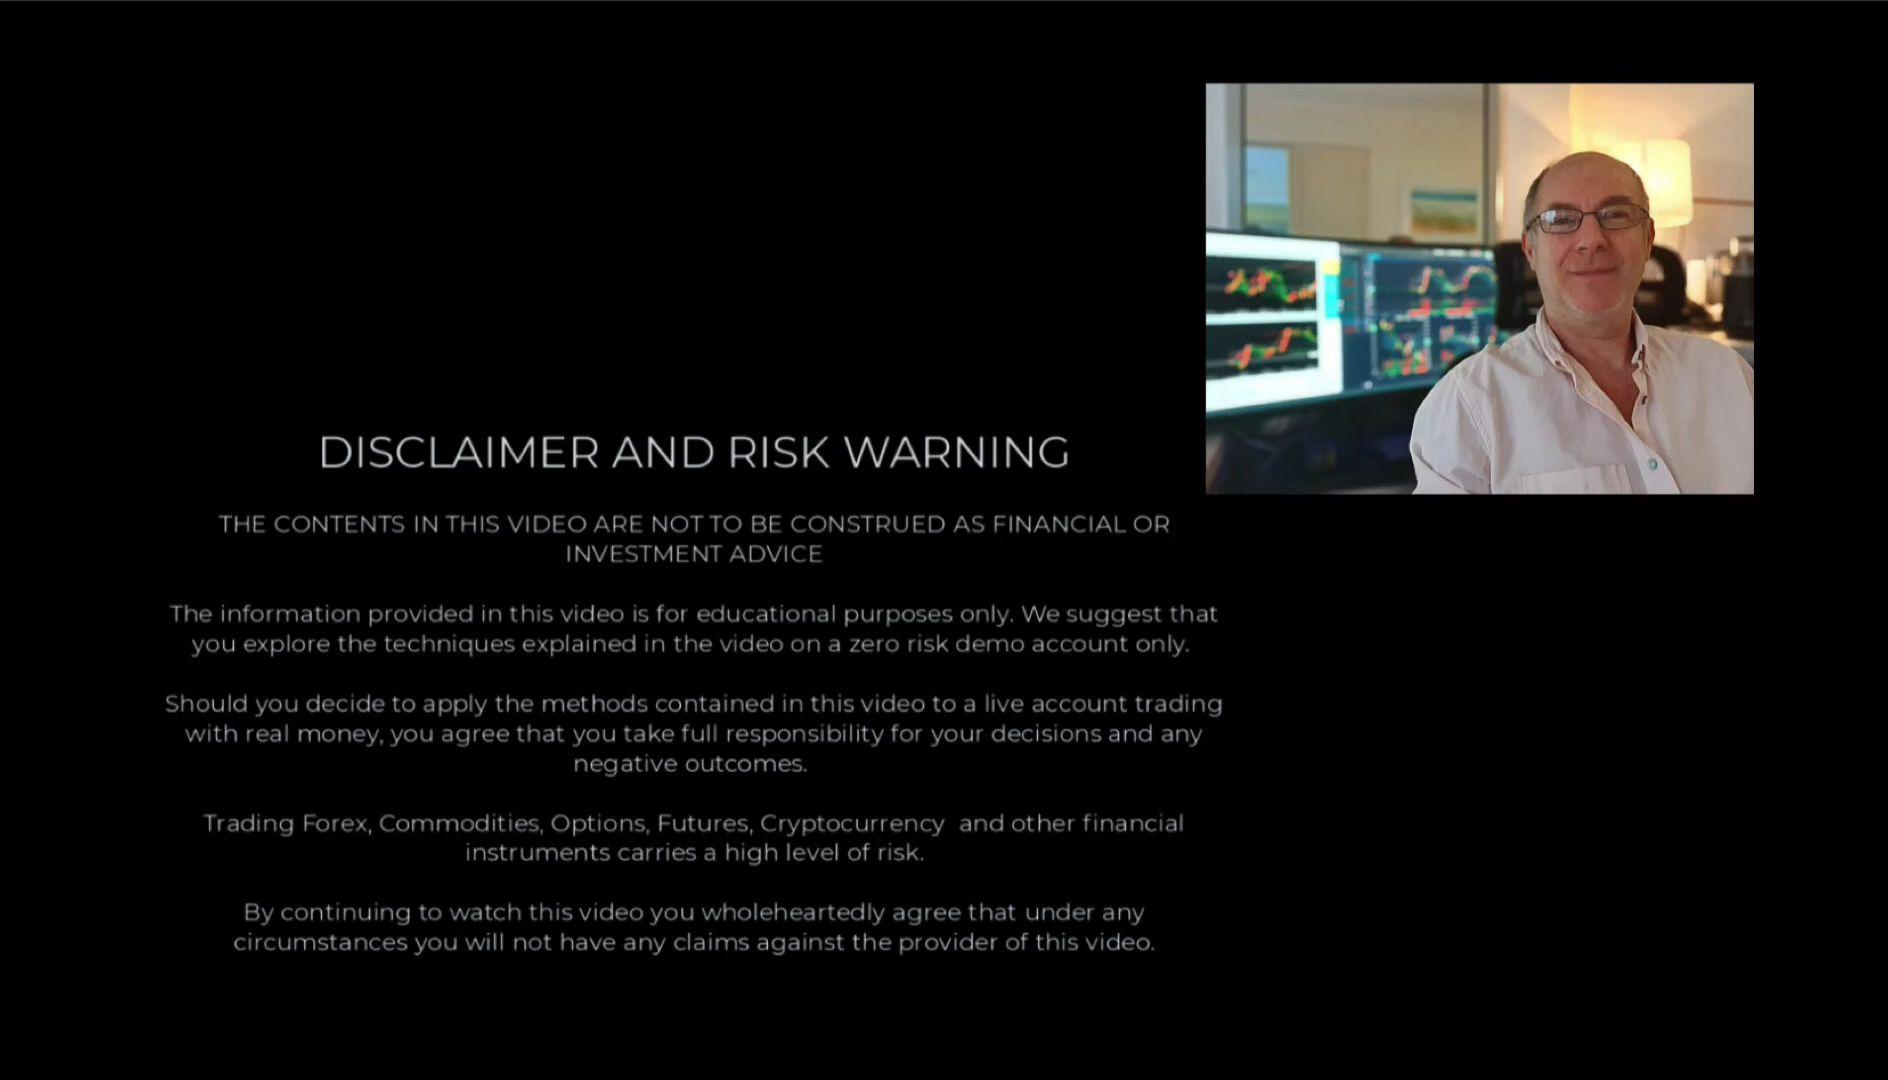 DISCLAIMER AND RISK WARNING
THE CONTENTS IN THIS VIDEO ARE NOT TO BE CONSTRUED AS FINANCIAL OR
INVESTMENT ADVICE
The information provided in this video is for educational purposes only. We suggest that
you explore the techniques explained in the video on a zero risk demo account only.
Should you decide to apply the methods contained in this video to a live account trading
with real money, you agree that you take full responsibility for your decisions and any
negative outcomes.
Trading Forex, Commodities, Options, Futures, Cryptocurrency  and other financial
instruments carries a high level of risk.
By continuing to watch this video you wholeheartedly agree that under any
circumstances you will not have any claims against the provider of this video.